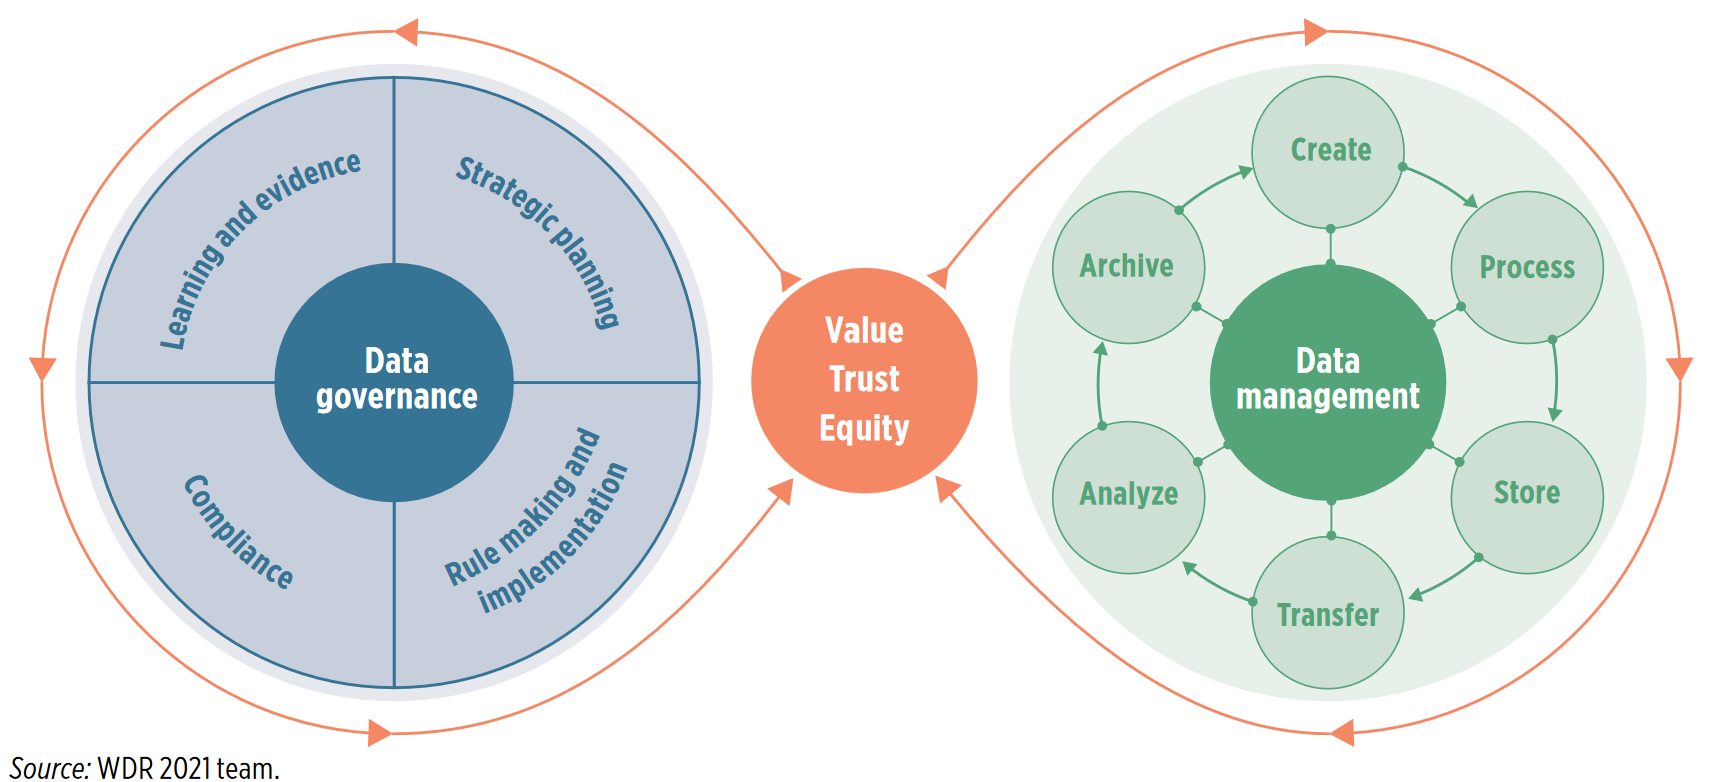 Learning and evidence
Strategic planning
Data
governance
Compliance
Rule making and
implementation
Value
Trust
Equity
Create
Archive
Process
Data
management
Analyze
Store
Transfer
Source: WDR 2021 team.